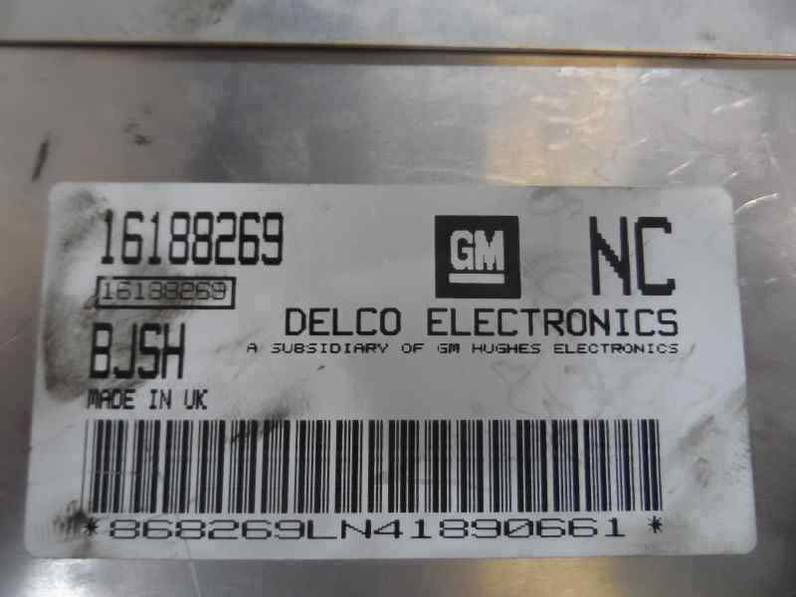 16188269
GM
NC
16188269
DELCO ELECTRONICS
A SUBSIDIARY OF GM HUGHES ELECTRONICS
BJSH
MADE IN UK
*868269LN41890661*